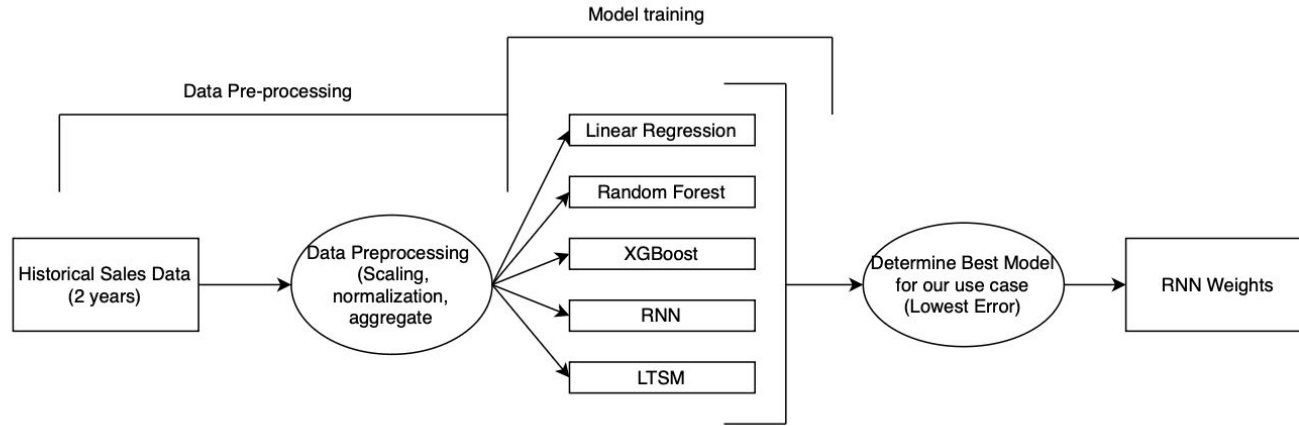 Model training
Data Pre-processing
Linear Regression
Random Forest
XGBoost
RNN
LTSM
Historical Sales Data
(2 years)
Data Preprocessing
(Scaling,
normalization,
aggregate
Determine Best Model
for our use case
(Lowest Error)
RNN Weights